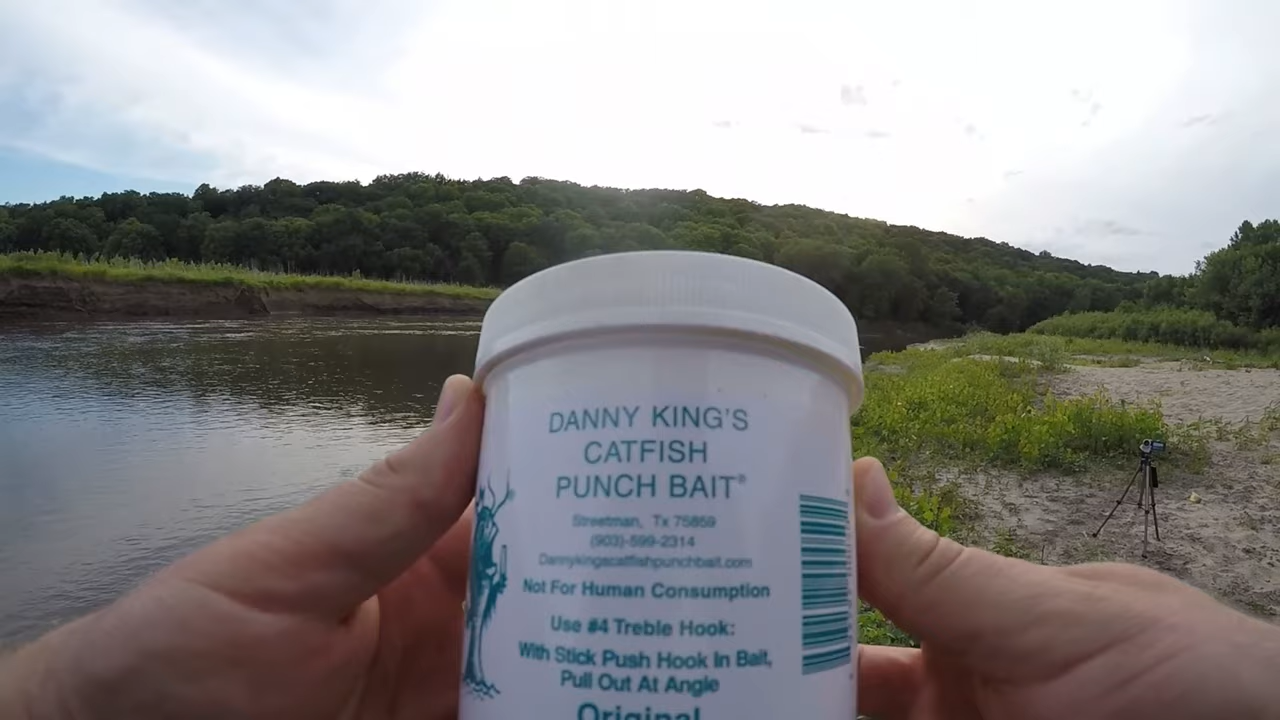 DANNY KING'S
CATFISH
PUNCH BAIT®
Streetman, Tx 75859
(903)-599-2314
Dannykingscatfishpunchbait.com
Not For Human Consumption
Use #4 Treble Hook:
With Stick Push Hook In Bait,
Pull Out At Angle
Original